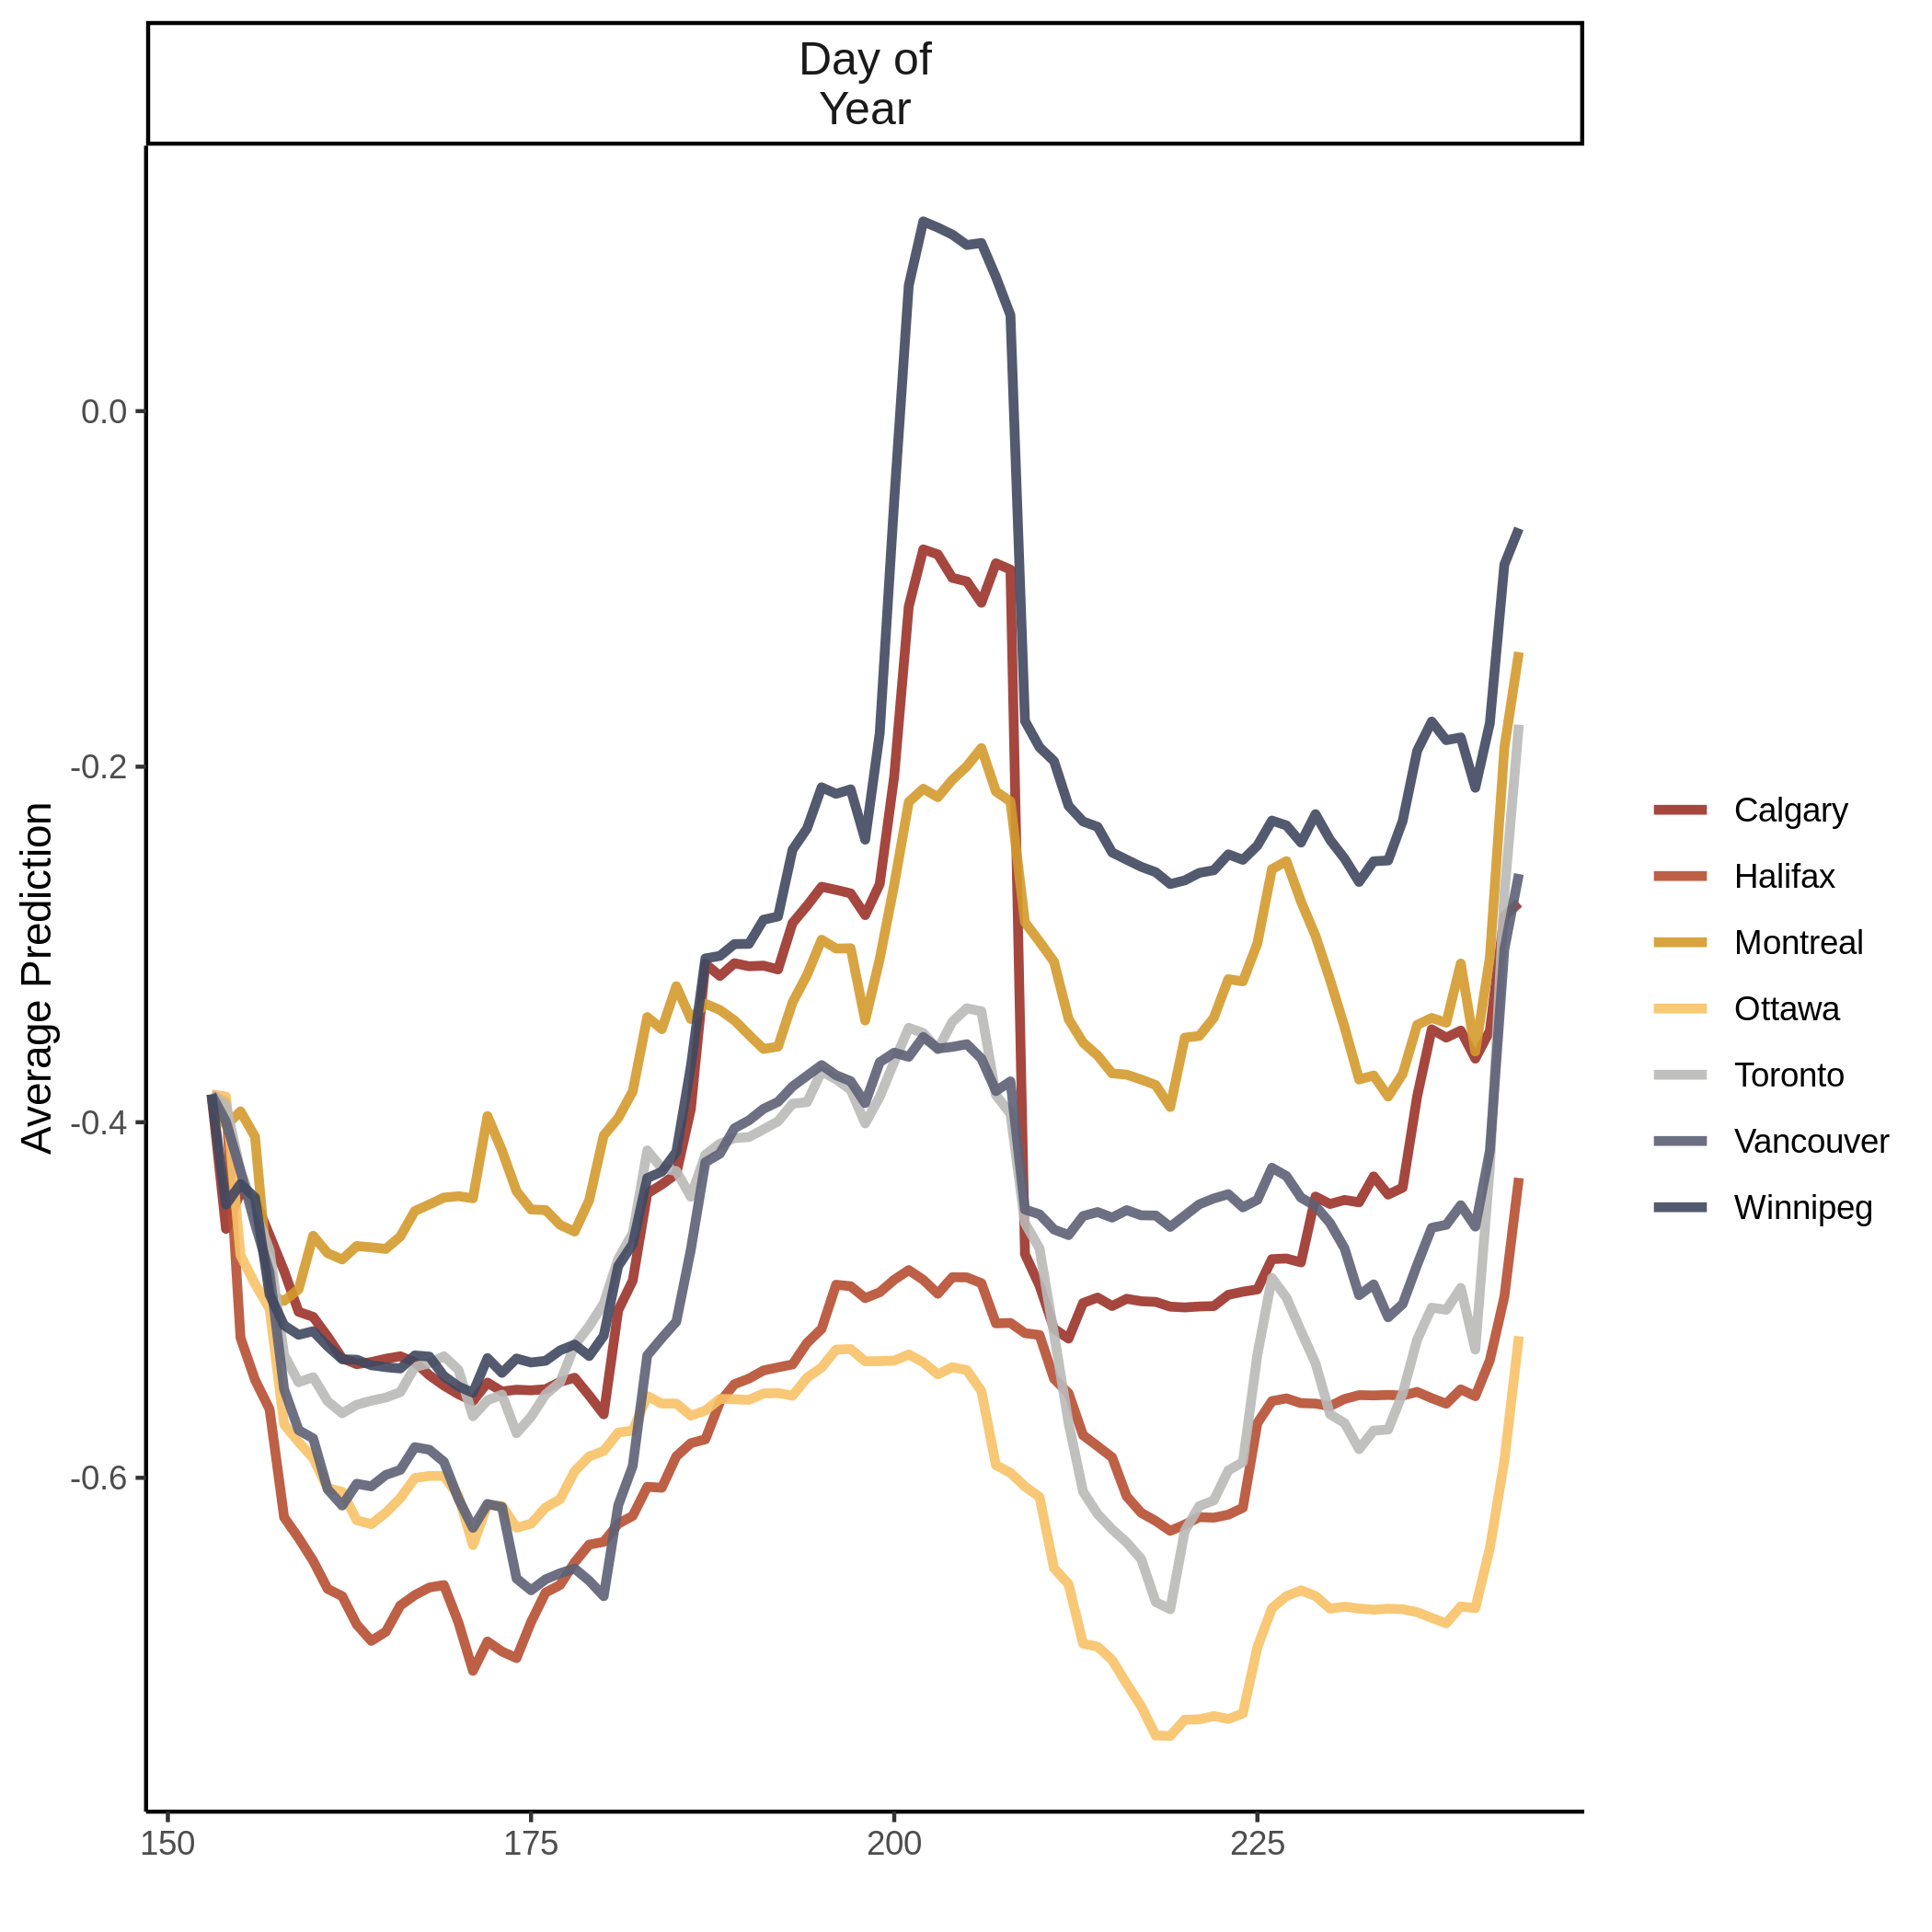 Day of
Year
Average Prediction
0.0
-0.2
-0.4
-0.6
150
175
200
225
Calgary
Halifax
Montreal
Ottawa
Toronto
Vancouver
Winnipeg